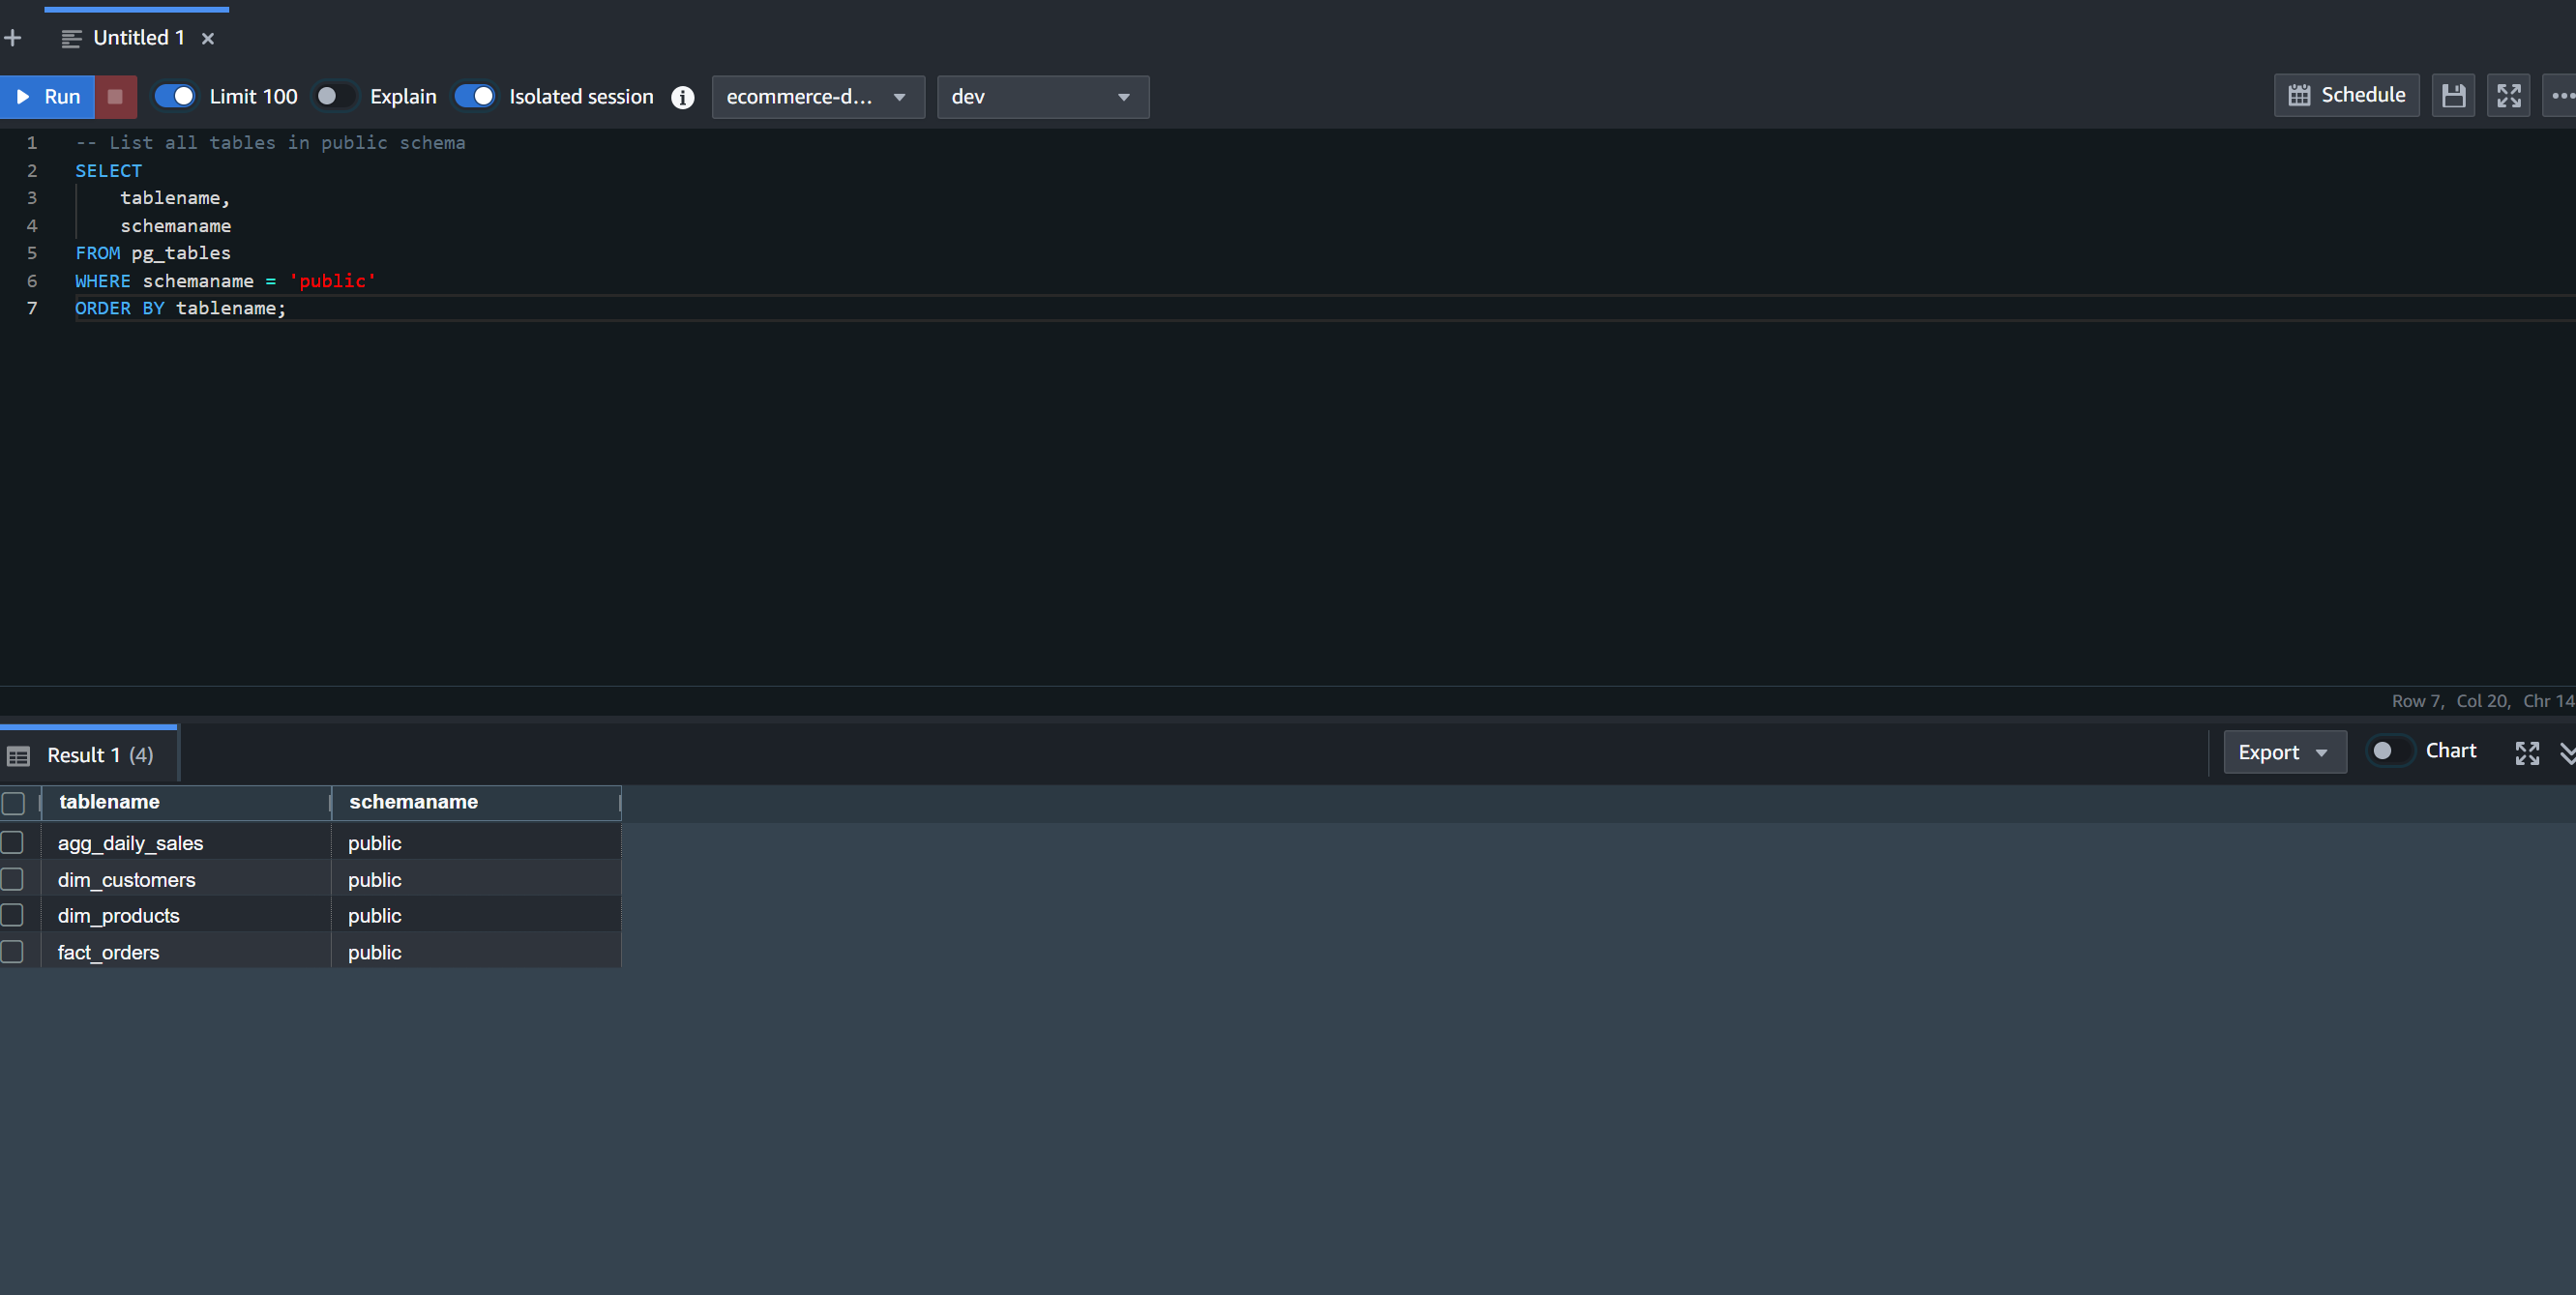 Untitled 1
Run Limit 100 Explain Isolated session ecommerce-d... dev Schedule
1 -- List all tables in public schema
2 SELECT
3 tablename,
4 schemaname
5 FROM pg_tables
6 WHERE schemaname = 'public'
7 ORDER BY tablename;
Row 7, Col 20, Chr 14
Result 1 (4) Export Chart
tablename schemaname
agg_daily_sales public
dim_customers public
dim_products public
fact_orders public